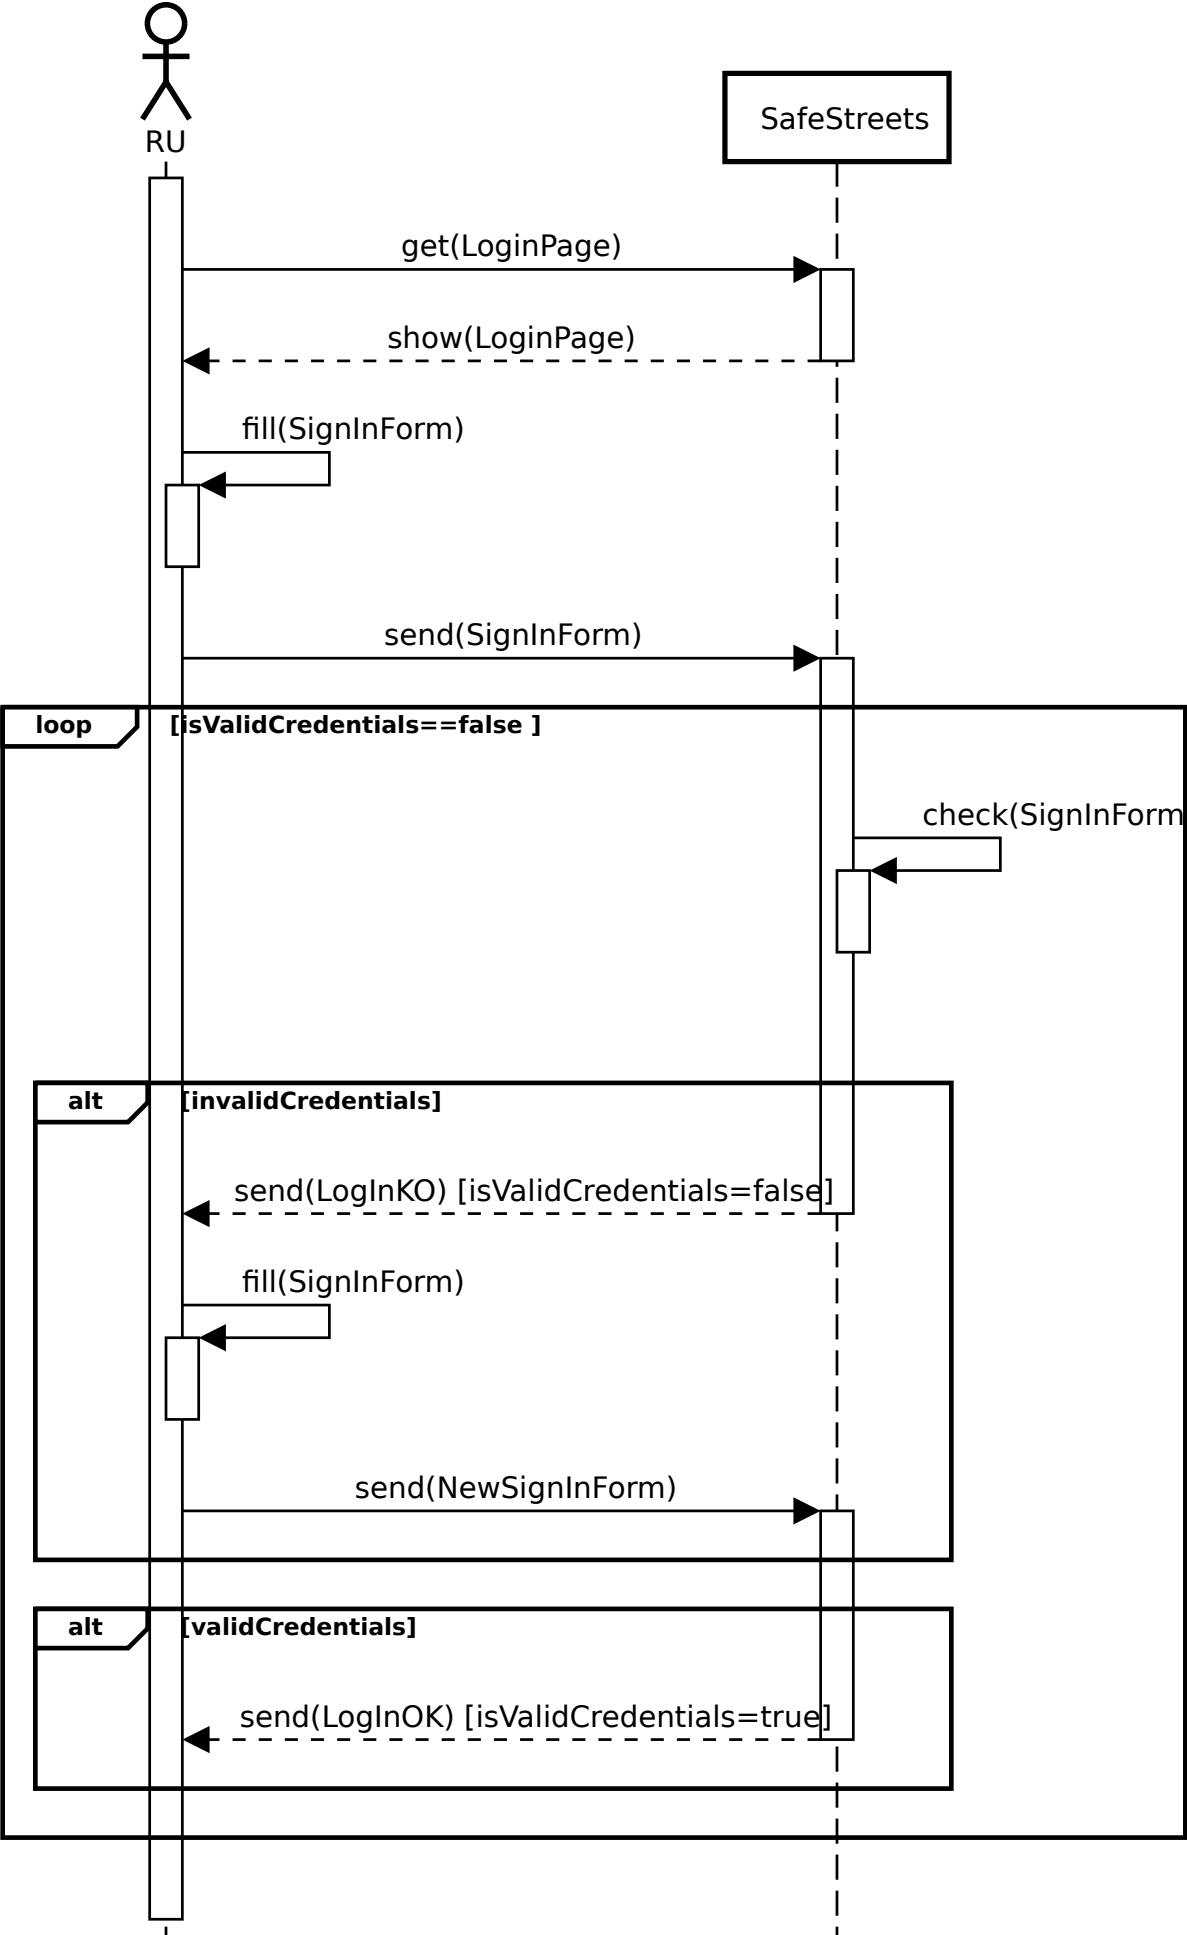 RU
SafeStreets
get(LoginPage)
show(LoginPage)
fill(SignInForm)
send(SignInForm)
loop [isValidCredentials==false ]
check(SignInForm
alt [invalidCredentials]
send(LogInKO) [isValidCredentials=false]
fill(SignInForm)
send(NewSignInForm)
alt [validCredentials]
send(LogInOK) [isValidCredentials=true]